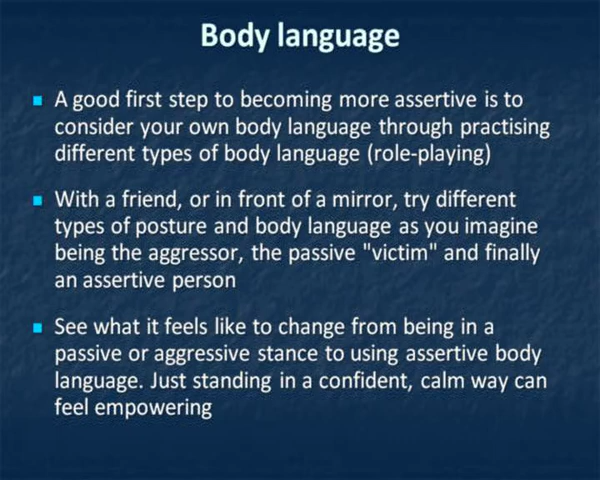 Body language
A good first step to becoming more assertive is to
consider your own body language through practising
different types of body language (role-playing)
With a friend, or in front of a mirror, try different
types of posture and body language as you imagine
being the aggressor, the passive "victim" and finally
an assertive person
See what it feels like to change from being in a
passive or aggressive stance to using assertive body
language. Just standing in a confident, calm way can
feel empowering